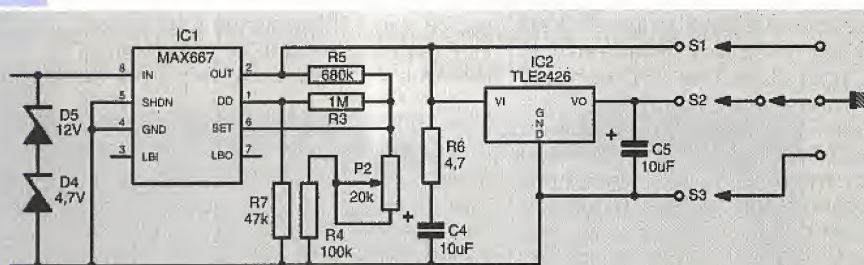 IC1
MAX667
8 IN
OUT 2
5 SHDN
DD 1
4 GND
SET 6
3 LBI
LBO 7
D5
12V
D4
4,7V
R5
680k
1M
R3
P2
20k
R7
47k
R4
100k
+
R6
4,7
C4
10uF
IC2
TLE2426
VI
GND
VO
+
C5
10uF
S1
S2
S3